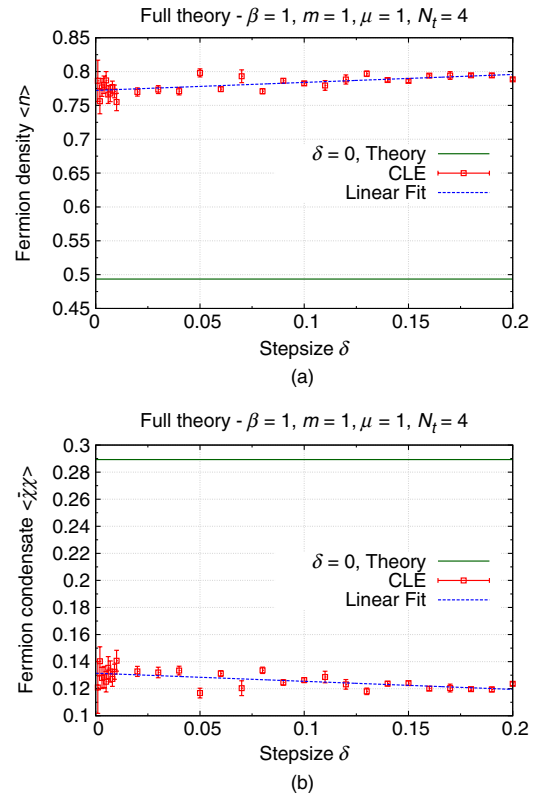 Full theory - β = 1, m = 1, μ = 1, N_t = 4
0.85
0.8
0.75
0.7
0.65
0.6
0.55
0.5
0.45
Fermion density <n>
δ = 0, Theory
CLE
Linear Fit
0 0.05 0.1 0.15 0.2
Stepsize δ
(a)
Full theory - β = 1, m = 1, μ = 1, N_t = 4
0.3
0.28
0.26
0.24
0.22
0.2
0.18
0.16
0.14
0.12
0.1
Fermion condensate <χ̄χ>
δ = 0, Theory
CLE
Linear Fit
0 0.05 0.1 0.15 0.2
Stepsize δ
(b)